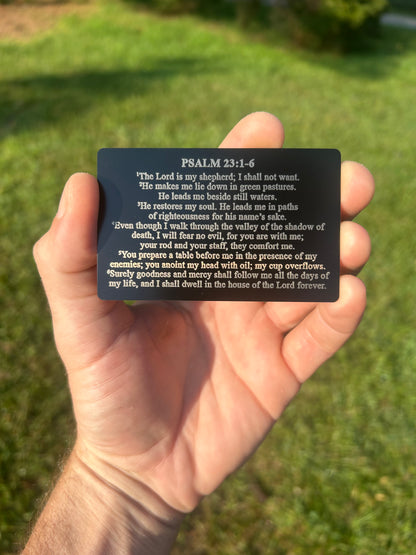 PSALM 23:1-6
¹The Lord is my shepherd; I shall not want.
²He makes me lie down in green pastures.
He leads me beside still waters.
³He restores my soul. He leads me in paths
of righteousness for his name's sake.
⁴Even though I walk through the valley of the shadow of
death, I will fear no evil, for you are with me;
your rod and your staff, they comfort me.
⁵You prepare a table before me in the presence of my
enemies; you anoint my head with oil; my cup overflows.
⁶Surely goodness and mercy shall follow me all the days of
my life, and I shall dwell in the house of the Lord forever.